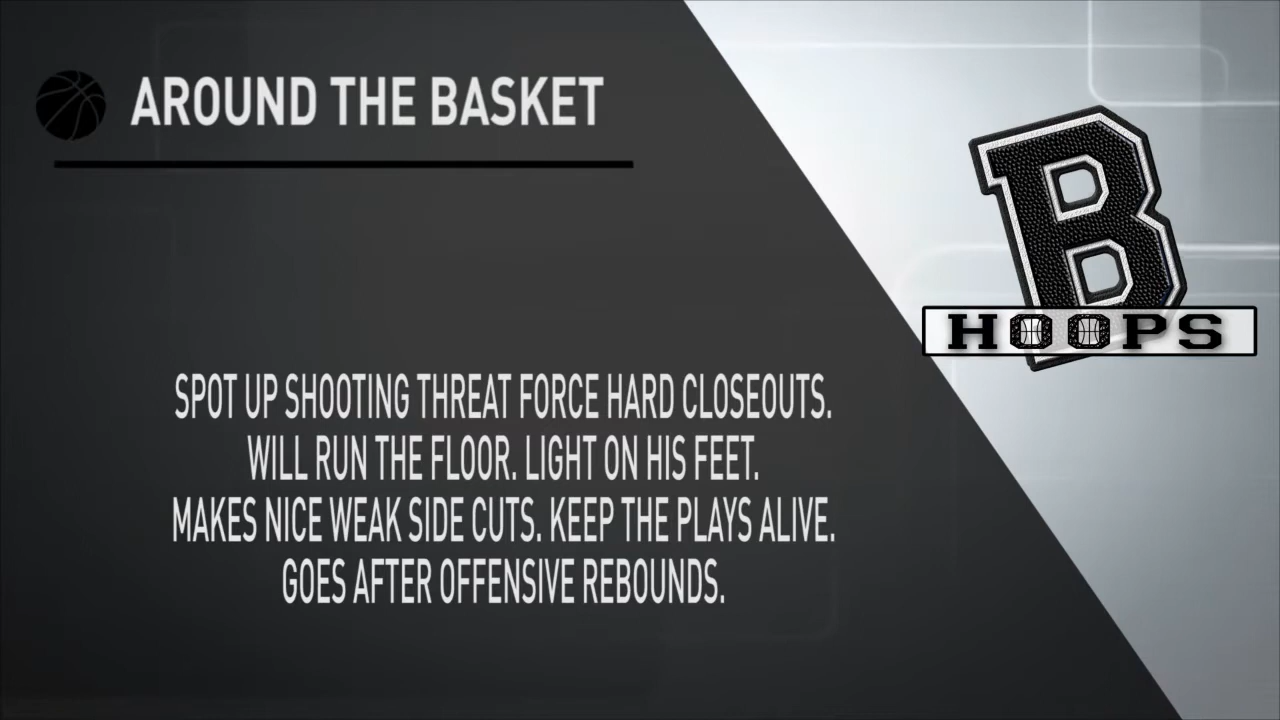 AROUND THE BASKET
B
HOOPS
SPOT UP SHOOTING THREAT FORCE HARD CLOSEOUTS.
WILL RUN THE FLOOR. LIGHT ON HIS FEET.
MAKES NICE WEAK SIDE CUTS. KEEP THE PLAYS ALIVE.
GOES AFTER OFFENSIVE REBOUNDS.